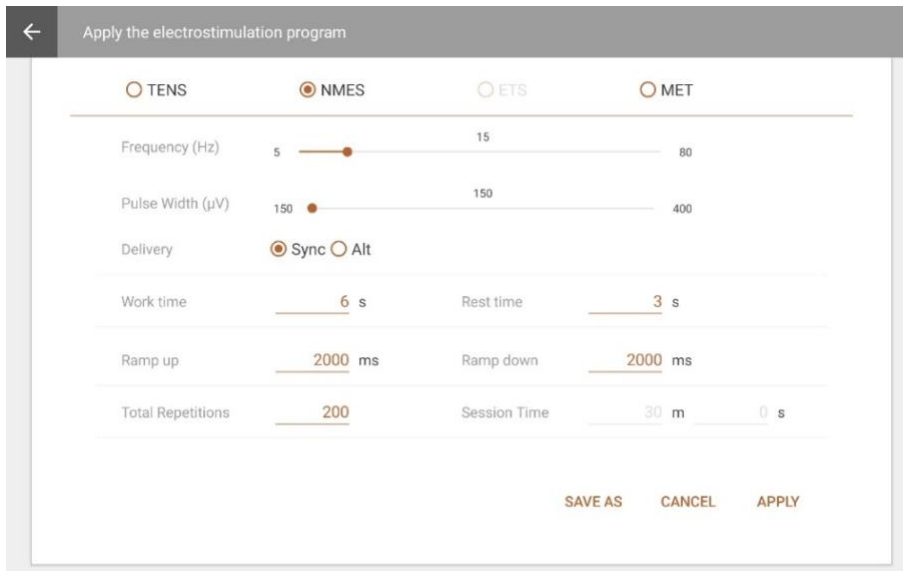 Apply the electrostimulation program
TENS NMES ETS MET
Frequency (Hz) 5 15 80
Pulse Width (µV) 150 150 400
Delivery Sync Alt
Work time 6 s Rest time 3 s
Ramp up 2000 ms Ramp down 2000 ms
Total Repetitions 200 Session Time 30 m 0 s
SAVE AS CANCEL APPLY